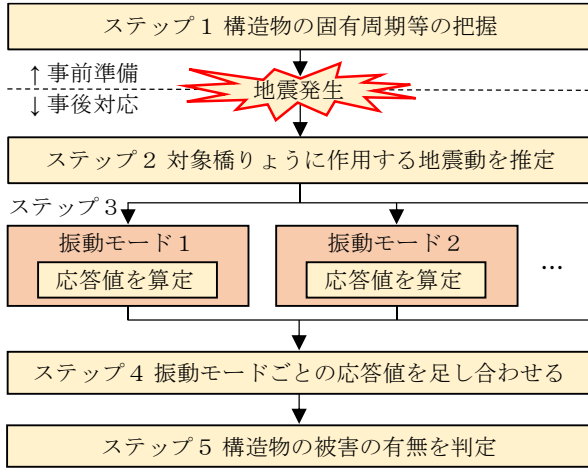 ステップ１ 構造物の固有周期等の把握
↑ 事前準備
地震発生
↓ 事後対応
ステップ２ 対象橋りょうに作用する地震動を推定
ステップ３
振動モード１
応答値を算定
振動モード２
応答値を算定
…
ステップ４ 振動モードごとの応答値を足し合わせる
ステップ５ 構造物の被害の有無を判定